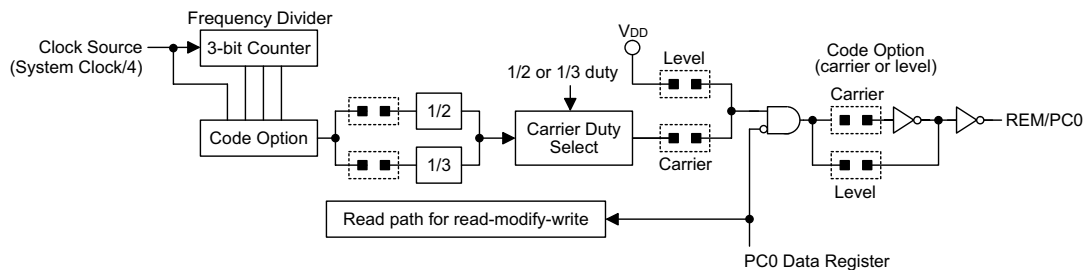 Frequency Divider
Clock Source
(System Clock/4)
3-bit Counter
Code Option
1/2
1/3
1/2 or 1/3 duty
Carrier Duty
Select
VDD
Level
Carrier
Code Option
(carrier or level)
Carrier
Level
REM/PC0
Read path for read-modify-write
PC0 Data Register